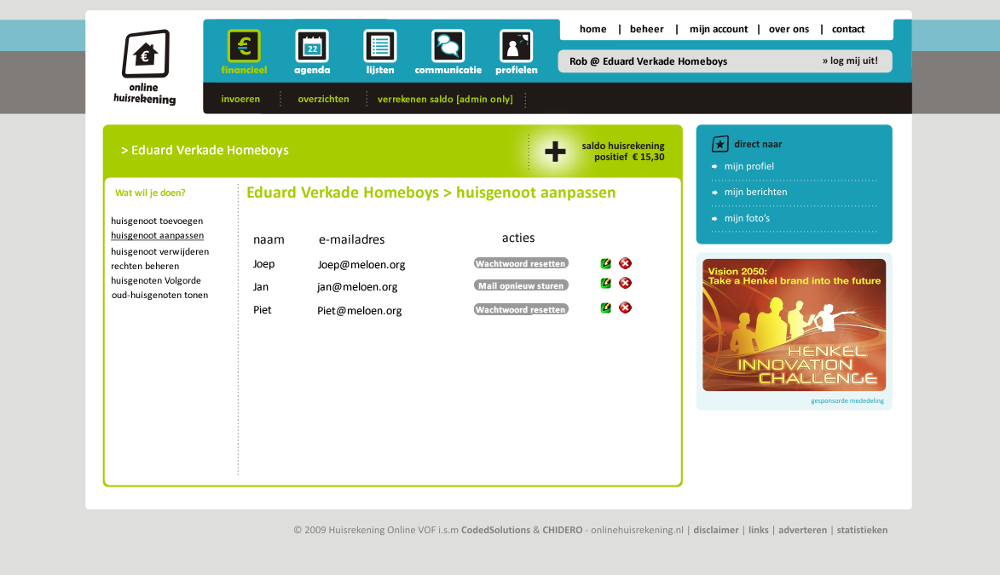 home | beheer | mijn account | over ons | contact
€
22
€
financieel agenda lijsten communicatie profielen
Rob @ Eduard Verkade Homeboys » log mij uit!
online
huisrekening
invoeren overzichten verrekenen saldo [admin only]
> Eduard Verkade Homeboys
saldo huisrekening
positief € 15,30
direct naar
mijn profiel
mijn berichten
mijn foto's
Wat wil je doen?
huisgenoot toevoegen
huisgenoot aanpassen
huisgenoot verwijderen
rechten beheren
huisgenoten Volgorde
oud-huisgenoten tonen
Eduard Verkade Homeboys > huisgenoot aanpassen
naam e-mailadres acties
Joep Joep@meloen.org Wachtwoord resetten
Jan jan@meloen.org Mail opnieuw sturen
Piet Piet@meloen.org Wachtwoord resetten
Vision 2050:
Take a Henkel brand into the future
HENKEL
INNOVATION
CHALLENGE
gesponsorde mededeling
© 2009 Huisrekening Online VOF i.s.m CodedSolutions & CHIDERO - onlinehuisrekening.nl | disclaimer | links | adverteren | statistieken